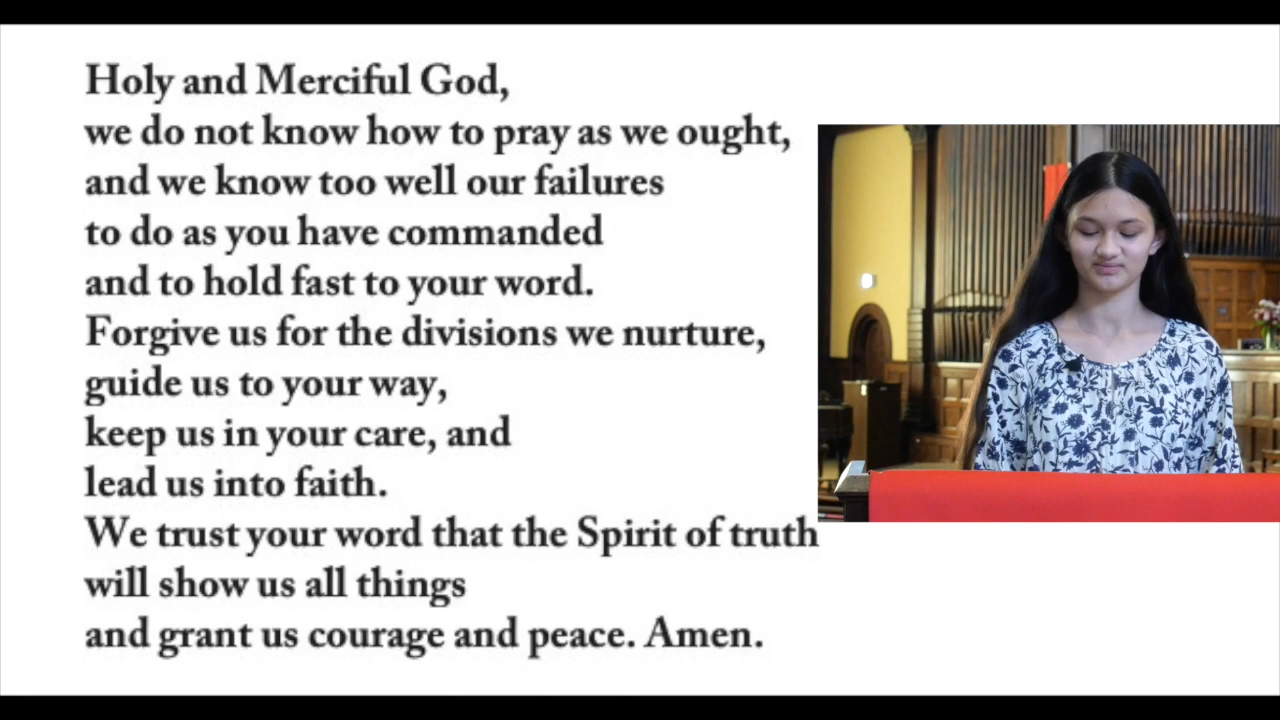 Holy and Merciful God,
we do not know how to pray as we ought,
and we know too well our failures
to do as you have commanded
and to hold fast to your word.
Forgive us for the divisions we nurture,
guide us to your way,
keep us in your care, and
lead us into faith.
We trust your word that the Spirit of truth
will show us all things
and grant us courage and peace. Amen.